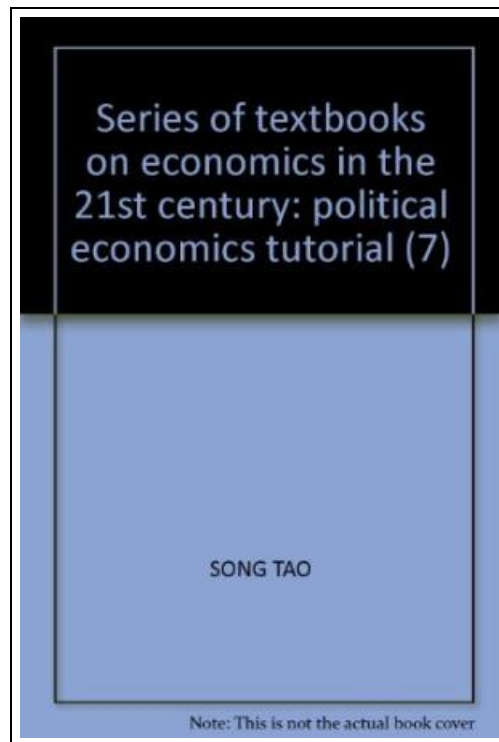 Series of textbooks
on economics in the
21st century: political
economics tutorial (7)
SONG TAO
Note: This is not the actual book cover